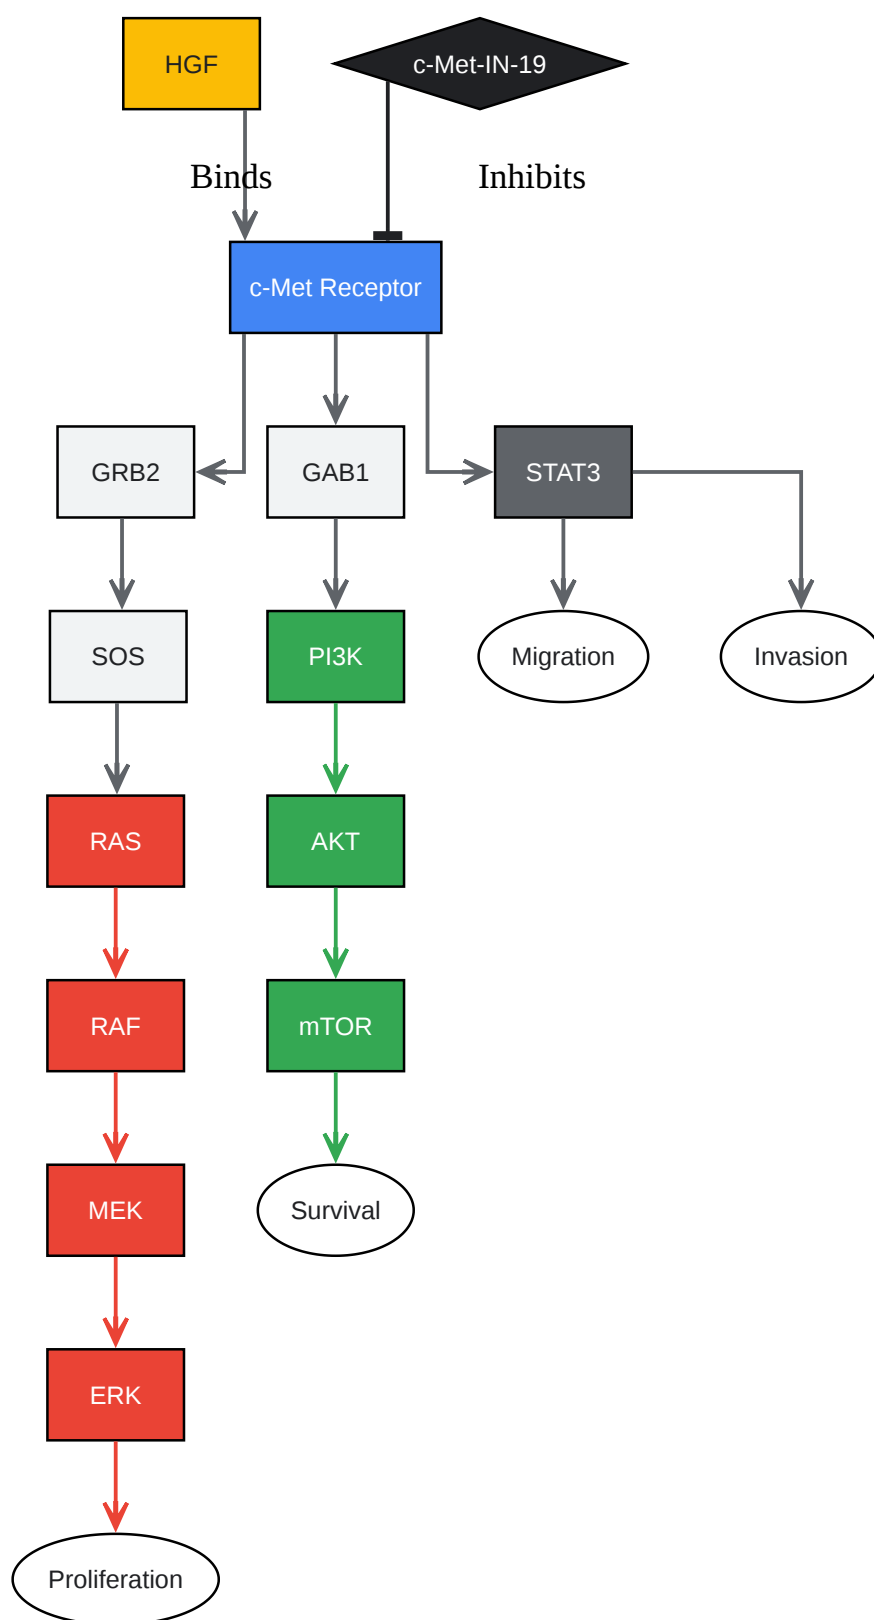 HGF
c-Met-IN-19
Binds
Inhibits
c-Met Receptor
GRB2
GAB1
STAT3
SOS
PI3K
Migration
Invasion
RAS
AKT
RAF
mTOR
MEK
Survival
ERK
Proliferation